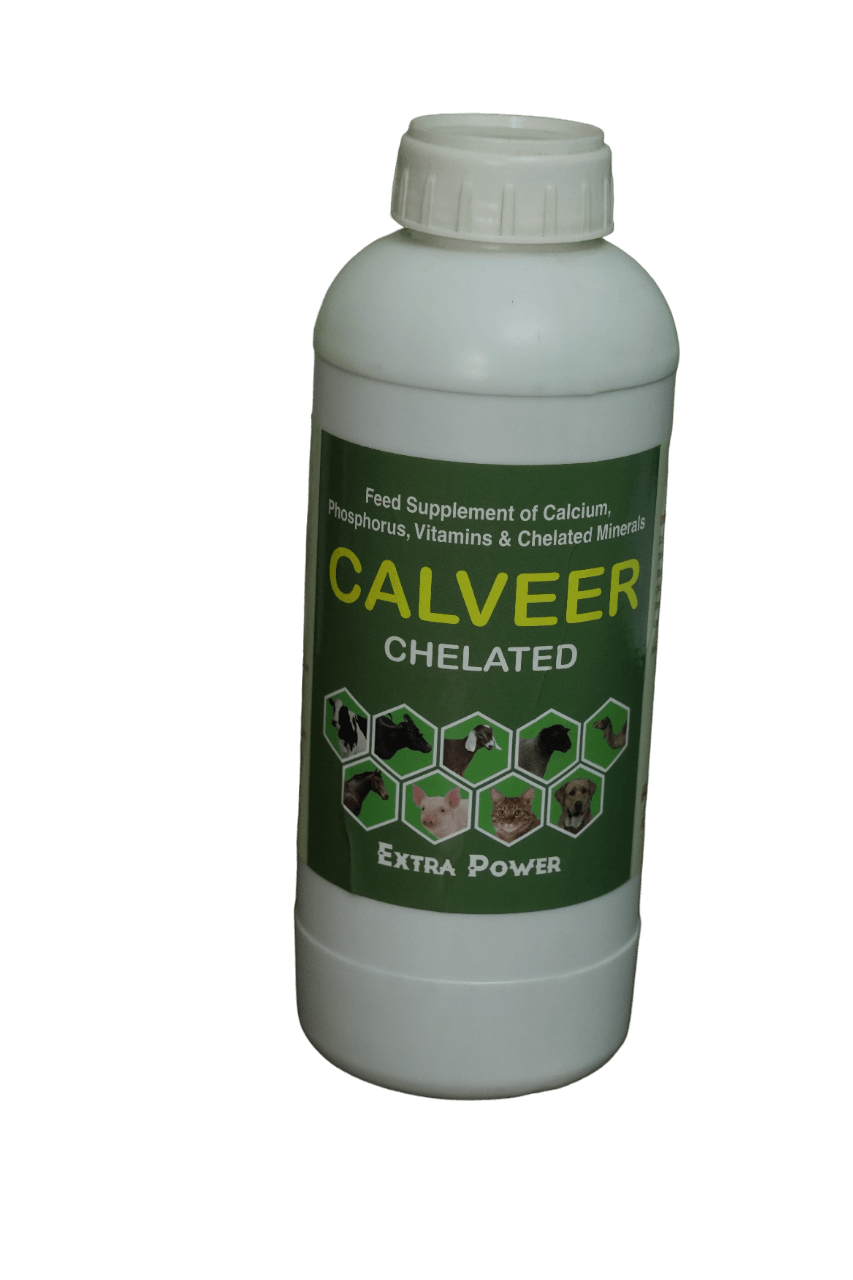 Feed Supplement of Calcium,
Phosphorus, Vitamins & Chelated Minerals
CALVEER
CHELATED
EXTRA POWER